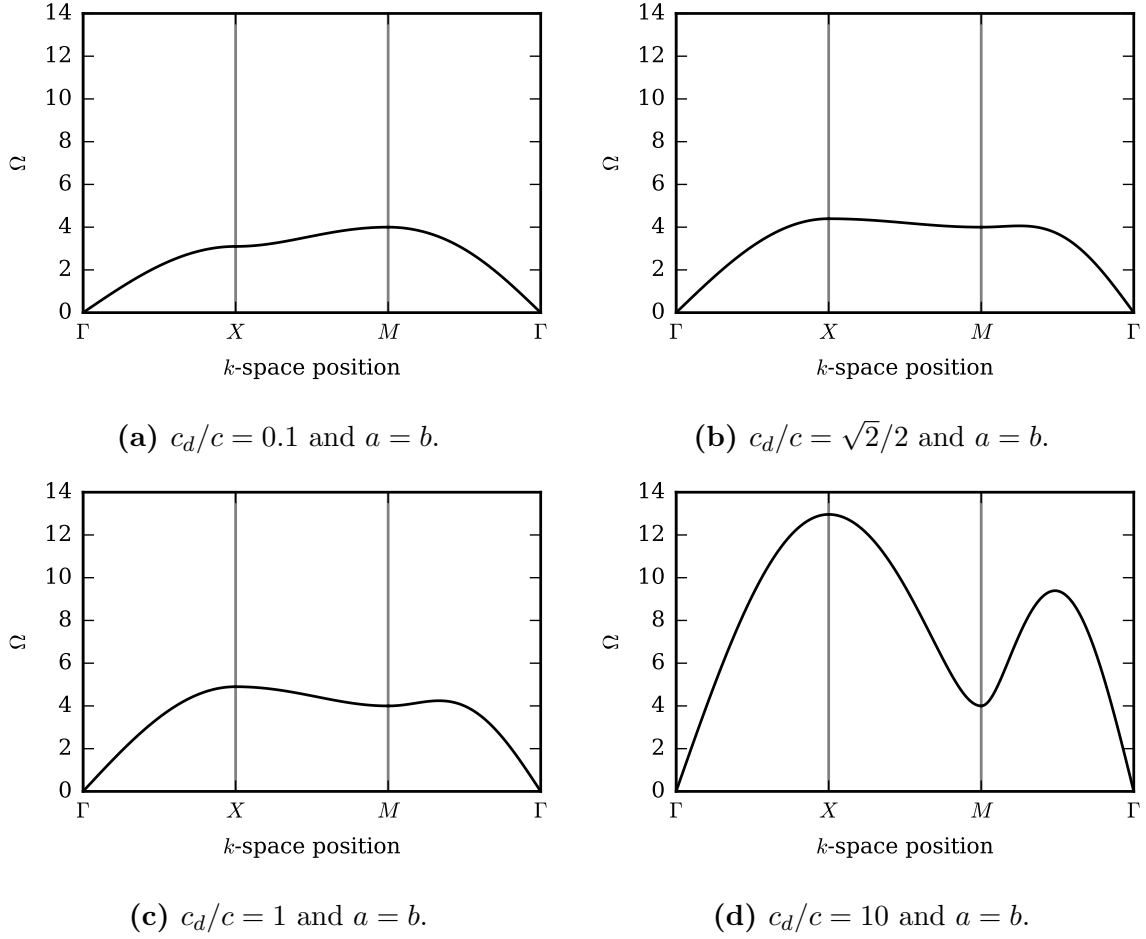 14
12
10
8
6
4
2
0
Ω
Γ X M Γ
k-space position
(a) c_d/c = 0.1 and a = b.
14
12
10
8
6
4
2
0
Ω
Γ X M Γ
k-space position
(b) c_d/c = √2/2 and a = b.
14
12
10
8
6
4
2
0
Ω
Γ X M Γ
k-space position
(c) c_d/c = 1 and a = b.
14
12
10
8
6
4
2
0
Ω
Γ X M Γ
k-space position
(d) c_d/c = 10 and a = b.